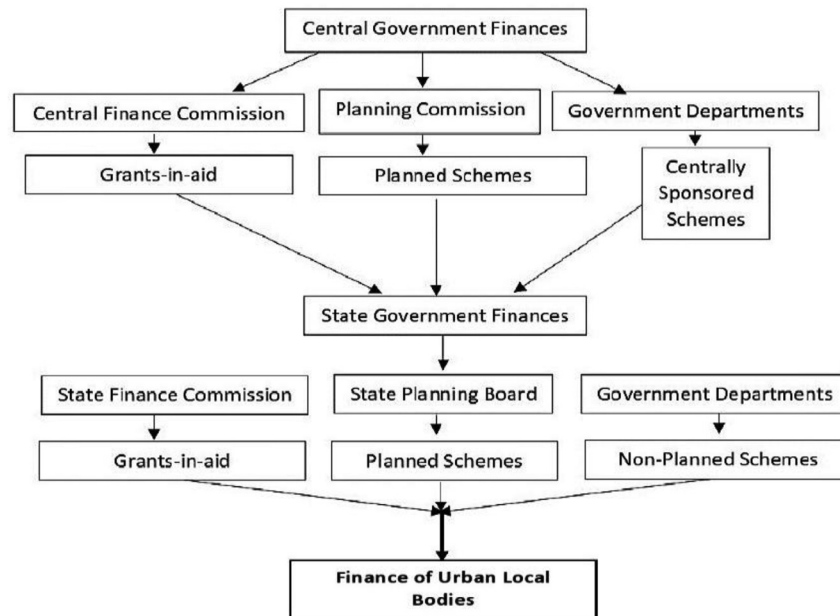 Central Government Finances
Central Finance Commission
Planning Commission
Government Departments
Grants-in-aid
Planned Schemes
Centrally
Sponsored
Schemes
State Government Finances
State Finance Commission
State Planning Board
Government Departments
Grants-in-aid
Planned Schemes
Non-Planned Schemes
Finance of Urban Local
Bodies